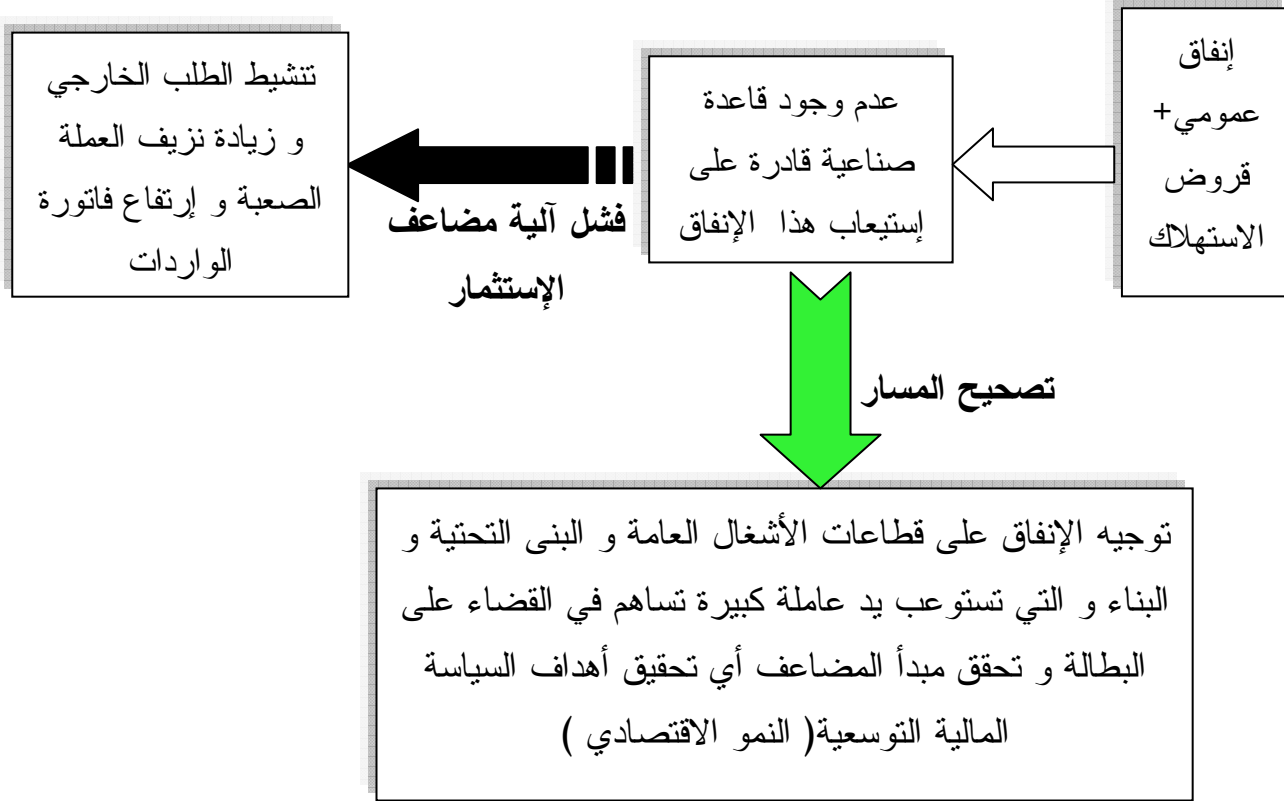 إنفاق
عمومي+
قروض
الاستهلاك
عدم وجود قاعدة
صناعية قادرة على
إستيعاب هذا الإنفاق
فشل آلية مضاعف
الإستثمار
تنشيط الطلب الخارجي
و زيادة نزيف العملة
الصعبة و إرتفاع فاتورة
الواردات
تصحيح المسار
توجيه الإنفاق على قطاعات الأشغال العامة و البنى التحتية و
البناء و التي تستوعب يد عاملة كبيرة تساهم في القضاء على
البطالة و تحقق مبدأ المضاعف أي تحقيق أهداف السياسة
المالية التوسعية( النمو الاقتصادي )